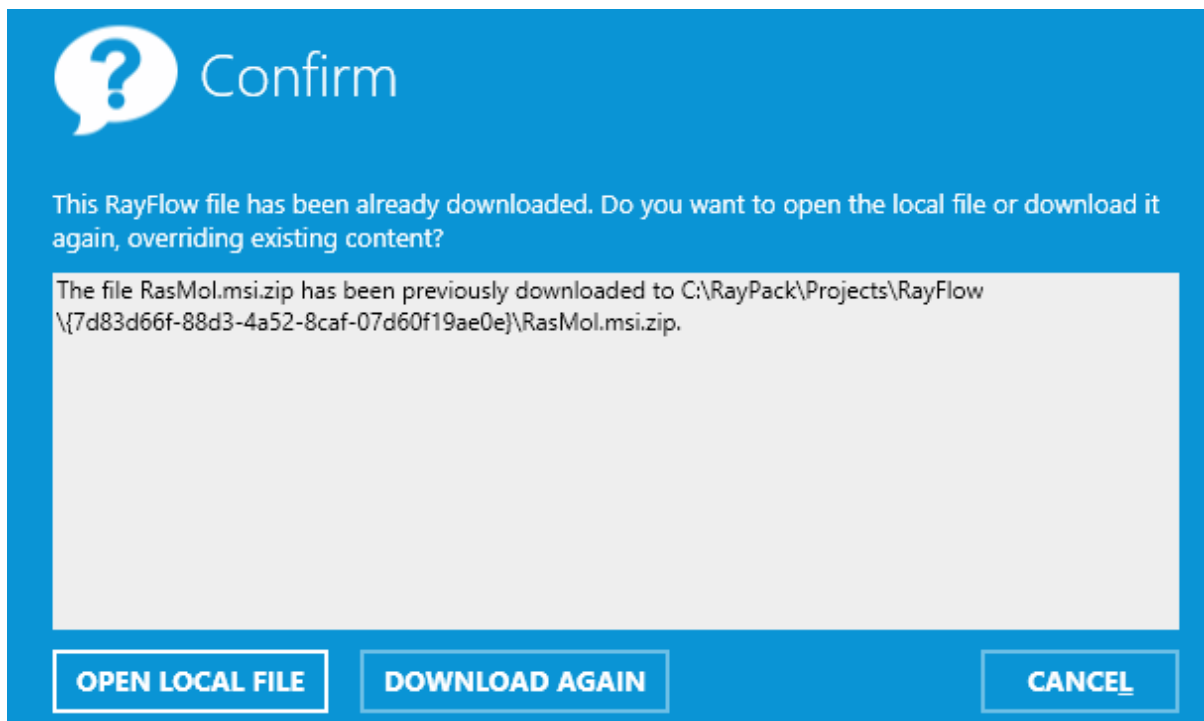 Confirm
This RayFlow file has been already downloaded. Do you want to open the local file or download it
again, overriding existing content?
The file RasMol.msi.zip has been previously downloaded to C:\RayPack\Projects\RayFlow
\{7d83d66f-88d3-4a52-8caf-07d60f19ae0e}\RasMol.msi.zip.
OPEN LOCAL FILE
DOWNLOAD AGAIN
CANCEL